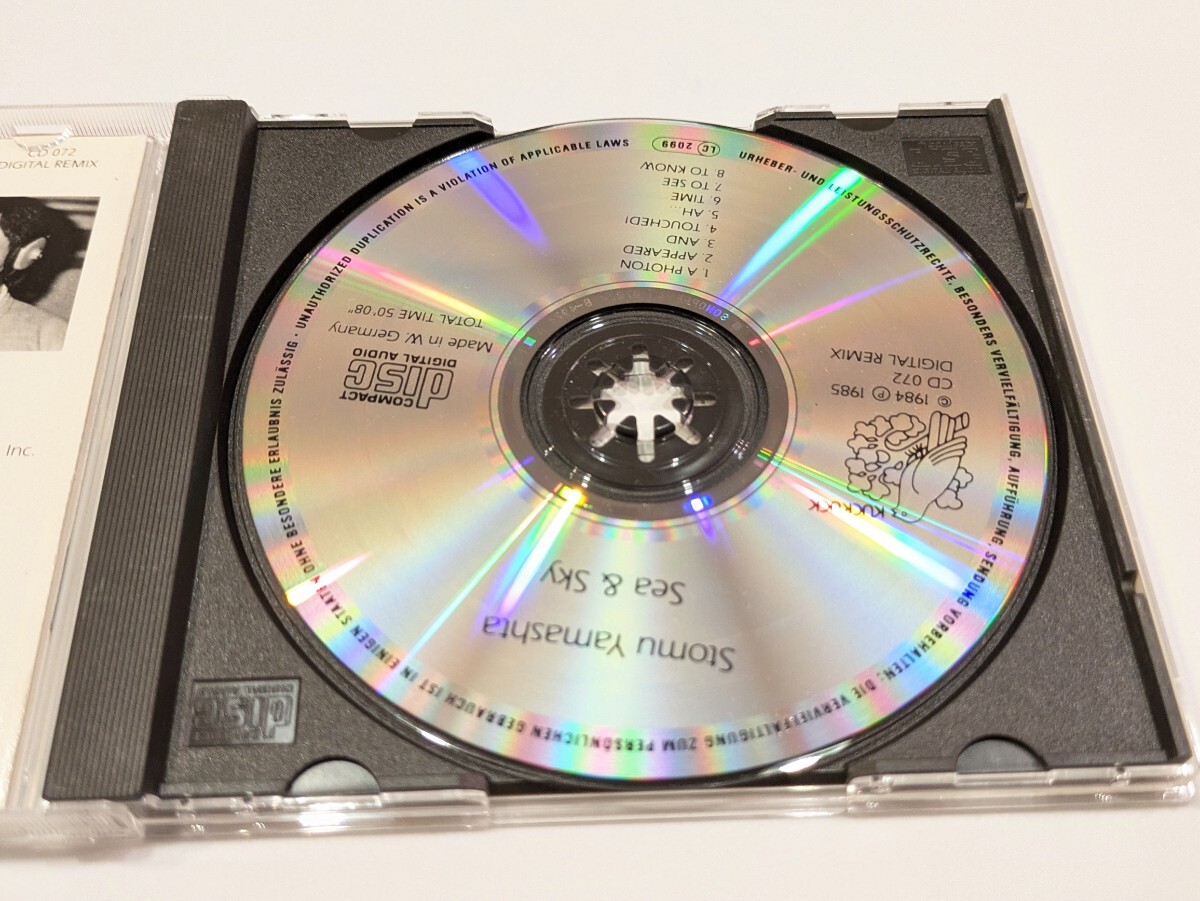 CD 072
DIGITAL REMIX
Inc.
Stomu Yamashta
Sea & Sky
KUCKUCK
© 1984 ℗ 1985
CD 072
DIGITAL REMIX
COMPACT
disc
DIGITAL AUDIO
Made in W. Germany
TOTAL TIME 50'08"
1. A PHOTON
2. APPEARED
3. AND
4. TOUCHED!
5. AH ...
6. TIME
7. TO SEE
8. TO KNOW
LC 2099
URHEBER- UND LEISTUNGSSCHUTZRECHTE, BESONDERS VERVIELFÄLTIGUNG, AUFFÜHRUNG, SENDUNG VORBEHALTEN; DIE VERVIELFÄLTIGUNG ZUM PERSÖNLICHEN GEBRAUCH IST IN EINIGEN STAATEN OHNE BESONDERE ERLAUBNIS ZULÄSSIG · UNAUTHORIZED DUPLICATION IS A VIOLATION OF APPLICABLE LAWS
disc
DIGITAL AUDIO